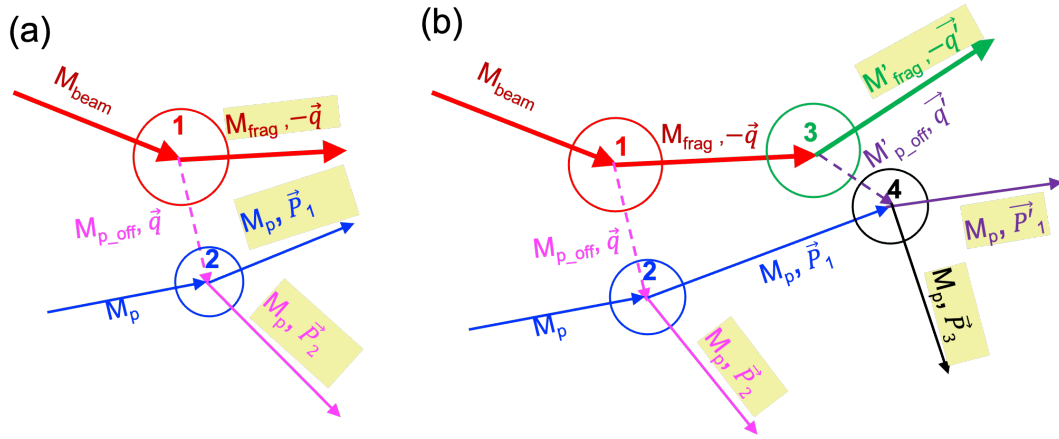 (a)
M_beam
1
M_frag , −q⃗
M_p_off, q⃗
M_p, P⃗_1
2
M_p
M_p, P⃗_2
(b)
M_beam
1
M_frag, −q⃗
3
M'_frag , −q'⃗
M'_p_off, q'⃗
4
M_p, P'⃗_1
M_p_off, q⃗
M_p, P⃗_1
2
M_p
M_p, P⃗_2
M_p, P⃗_3